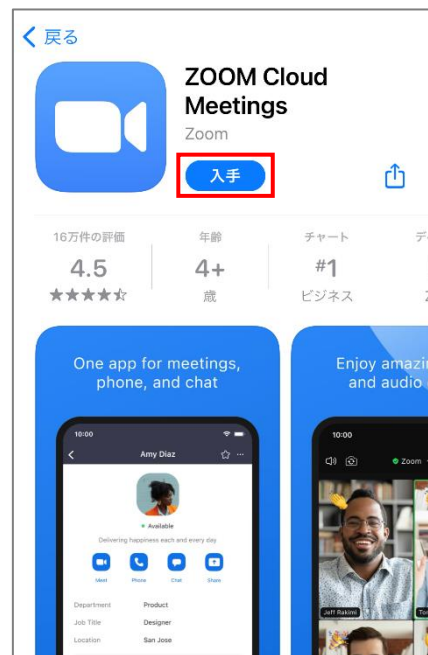 戻る
ZOOM Cloud
Meetings
Zoom
入手
16万件の評価
年齢
チャート
4.5
4+
#1
★★★★☆
歳
ビジネス
One app for meetings,
phone, and chat
10:00
Amy Diaz
Available
Delivering happiness each and every day
Meet
Phone
Chat
Share
Department
Product
Job Title
Designer
Location
San Jose
Enjoy
and audio
10:00
Zoom
Jeff Rakimi